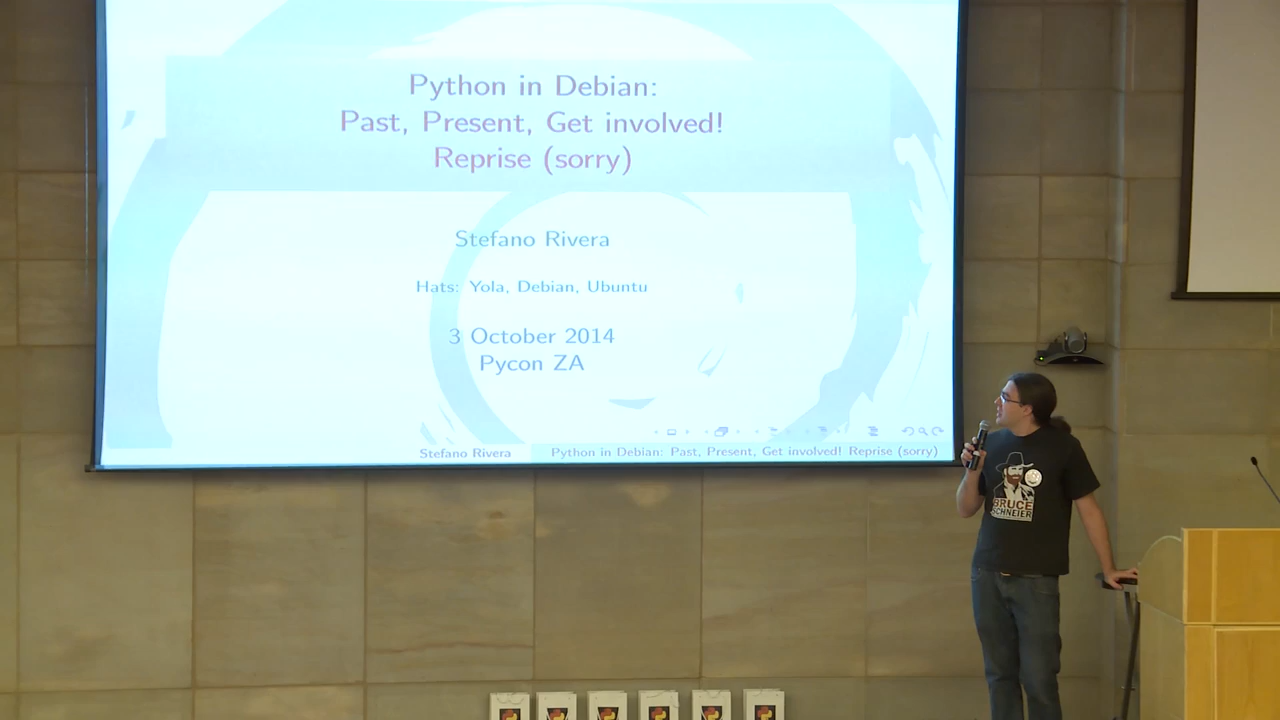 Python in Debian:
Past, Present, Get involved!
Reprise (sorry)
Stefano Rivera
Hats: Yola, Debian, Ubuntu
3 October 2014
Pycon ZA
Stefano Rivera
Python in Debian: Past, Present, Get involved! Reprise (sorry)
BRUCE
SCHNEIER